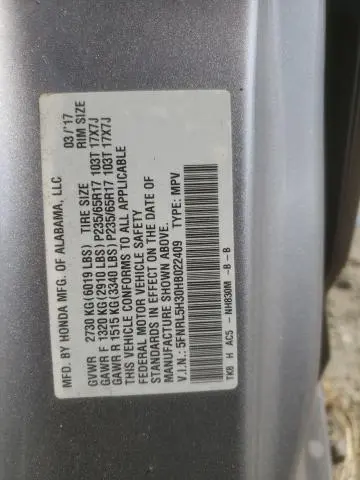 MFD. BY HONDA MFG. OF ALABAMA, LLC 03/'17
GVWR 2730 KG(6019 LBS) TIRE SIZE RIM SIZE
GAWR F 1320 KG(2910 LBS) P235/65R17 103T 17X7J
GAWR R 1515 KG(3340 LBS) P235/65R17 103T 17X7J
THIS VEHICLE CONFORMS TO ALL APPLICABLE
FEDERAL MOTOR VEHICLE SAFETY
STANDARDS IN EFFECT ON THE DATE OF
MANUFACTURE SHOWN ABOVE.
V.I.N.: 5FNRL5H30HB022409 TYPE: MPV
TK8 H AC5 - NH830M -B -B